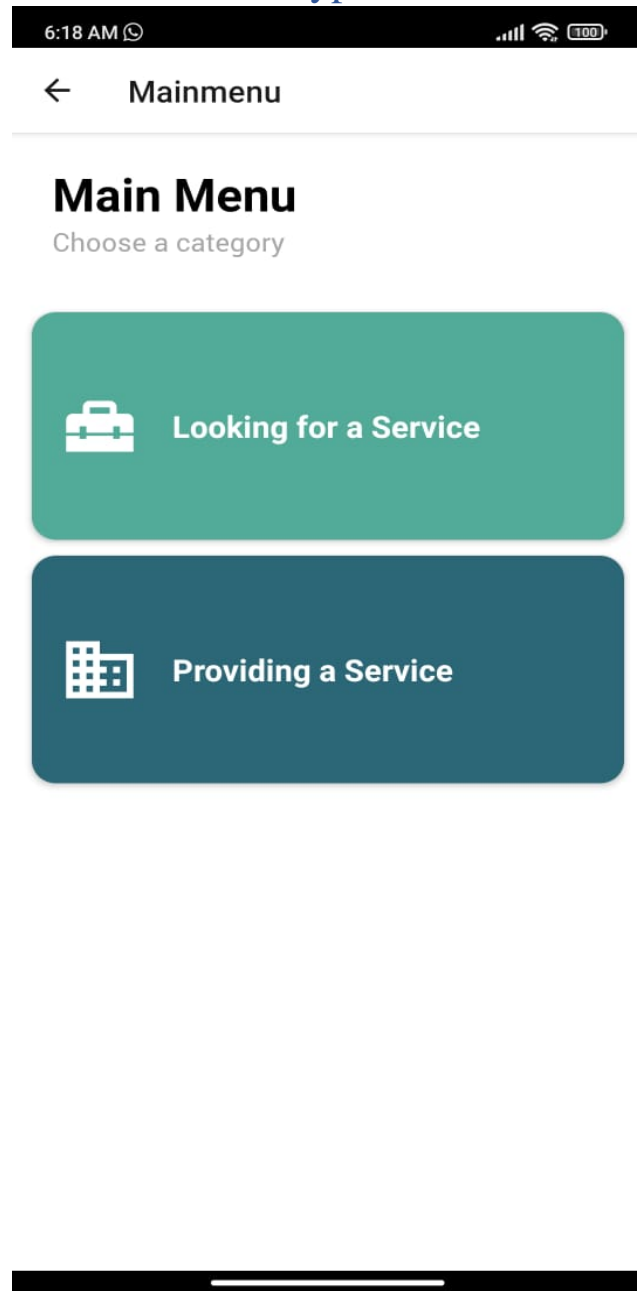 6:18 AM
100
Mainmenu
Main Menu
Choose a category
Looking for a Service
Providing a Service